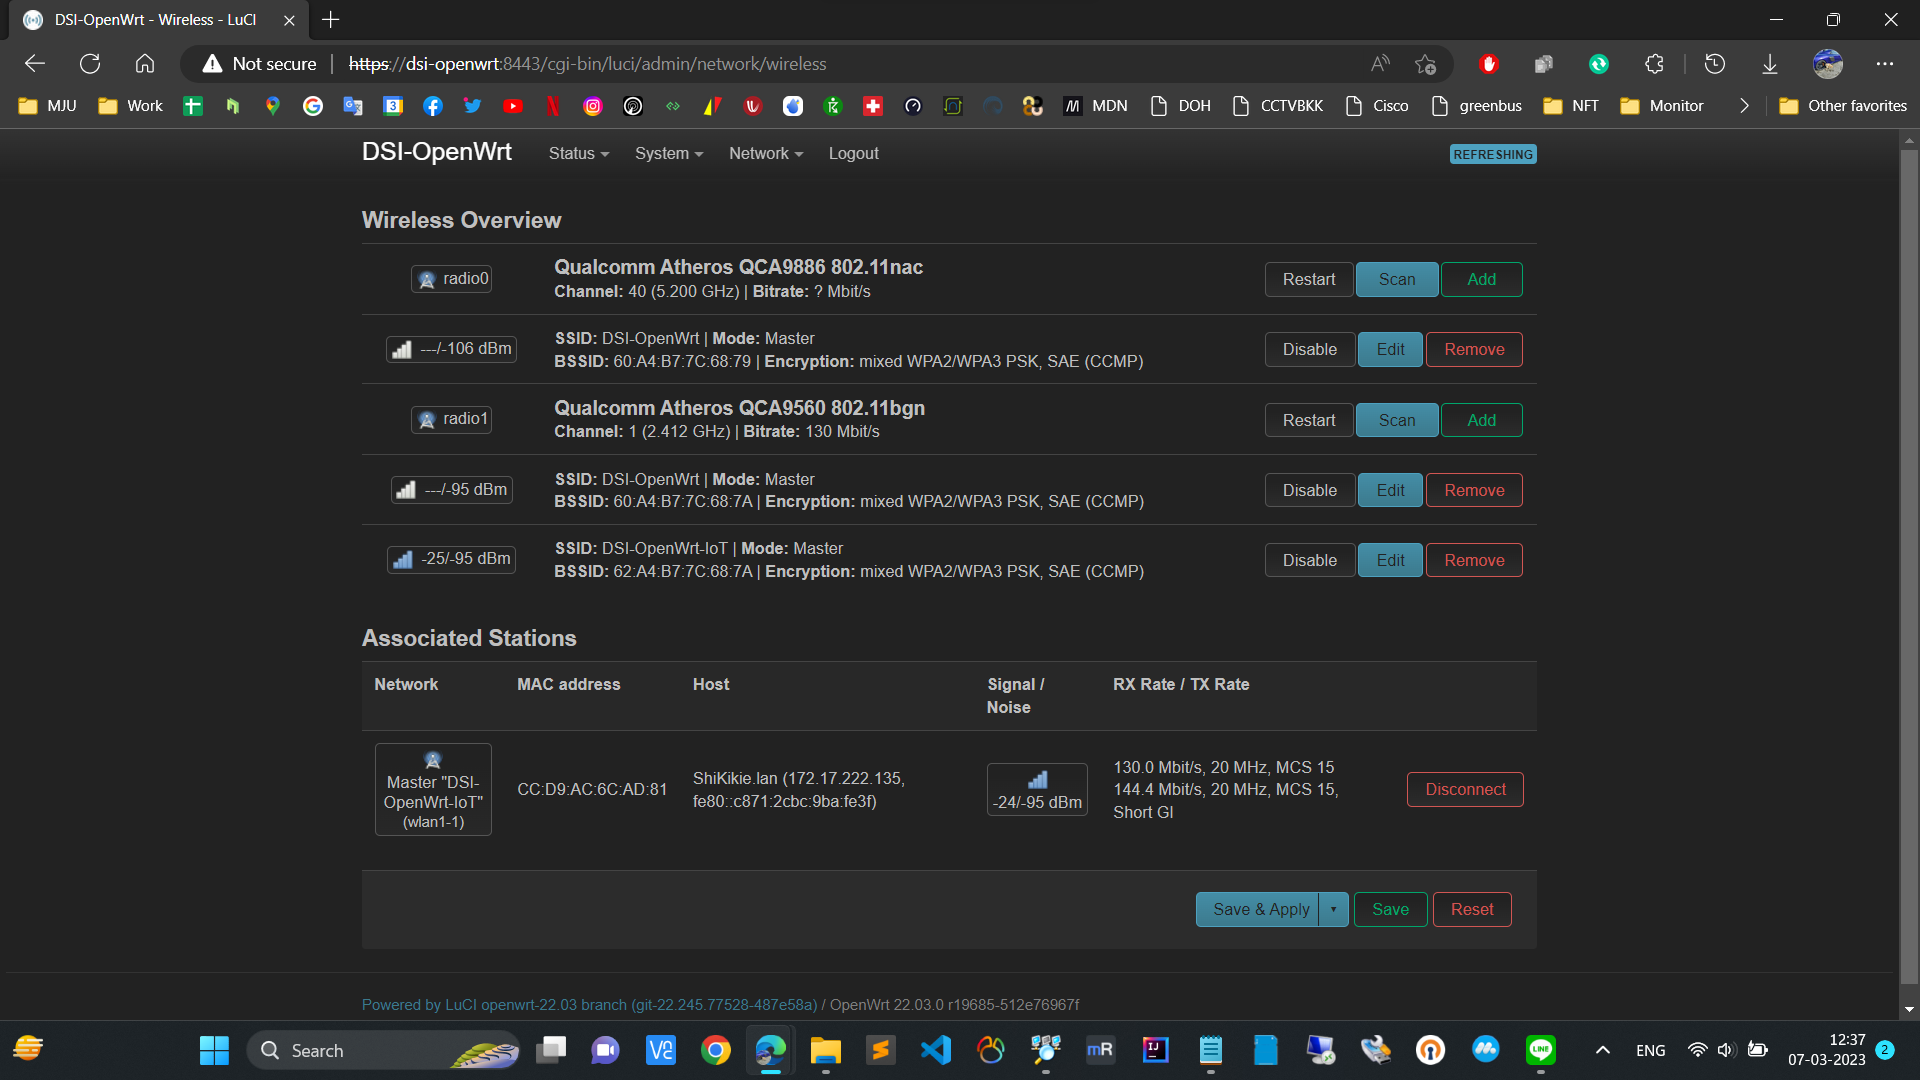 DSI-OpenWrt - Wireless - LuCI
Not secure
https://dsi-openwrt:8443/cgi-bin/luci/admin/network/wireless
MJU Work MDN DOH CCTVBKK Cisco greenbus NFT Monitor Other favorites
DSI-OpenWrt Status System Network Logout REFRESHING
Wireless Overview
radio0 Qualcomm Atheros QCA9886 802.11nac Restart Scan Add
Channel: 40 (5.200 GHz) | Bitrate: ? Mbit/s
---/-106 dBm SSID: DSI-OpenWrt | Mode: Master Disable Edit Remove
BSSID: 60:A4:B7:7C:68:79 | Encryption: mixed WPA2/WPA3 PSK, SAE (CCMP)
radio1 Qualcomm Atheros QCA9560 802.11bgn Restart Scan Add
Channel: 1 (2.412 GHz) | Bitrate: 130 Mbit/s
---/-95 dBm SSID: DSI-OpenWrt | Mode: Master Disable Edit Remove
BSSID: 60:A4:B7:7C:68:7A | Encryption: mixed WPA2/WPA3 PSK, SAE (CCMP)
-25/-95 dBm SSID: DSI-OpenWrt-IoT | Mode: Master Disable Edit Remove
BSSID: 62:A4:B7:7C:68:7A | Encryption: mixed WPA2/WPA3 PSK, SAE (CCMP)
Associated Stations
Network MAC address Host Signal / RX Rate / TX Rate
Noise
Master "DSI-
OpenWrt-IoT"
(wlan1-1)
CC:D9:AC:6C:AD:81
ShiKikie.lan (172.17.222.135,
fe80::c871:2cbc:9ba:fe3f)
-24/-95 dBm
130.0 Mbit/s, 20 MHz, MCS 15
144.4 Mbit/s, 20 MHz, MCS 15,
Short GI
Disconnect
Save & Apply Save Reset
Powered by LuCI openwrt-22.03 branch (git-22.245.77528-487e58a) / OpenWrt 22.03.0 r19685-512e76967f
Search
ENG
12:37
07-03-2023
2